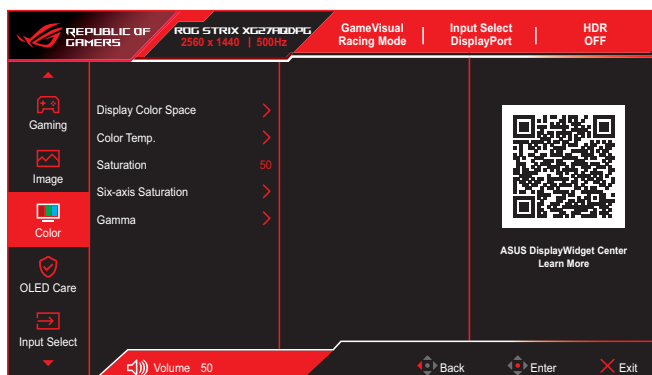 REPUBLIC OF
GAMERS
ROG STRIX XG27AQDPG
2560 x 1440 | 500Hz
GameVisual
Racing Mode
Input Select
DisplayPort
HDR
OFF
Gaming
Image
Color
OLED Care
Input Select
Display Color Space
Color Temp.
Saturation 50
Six-axis Saturation
Gamma
ASUS DisplayWidget Center
Learn More
Volume 50
Back
Enter
Exit